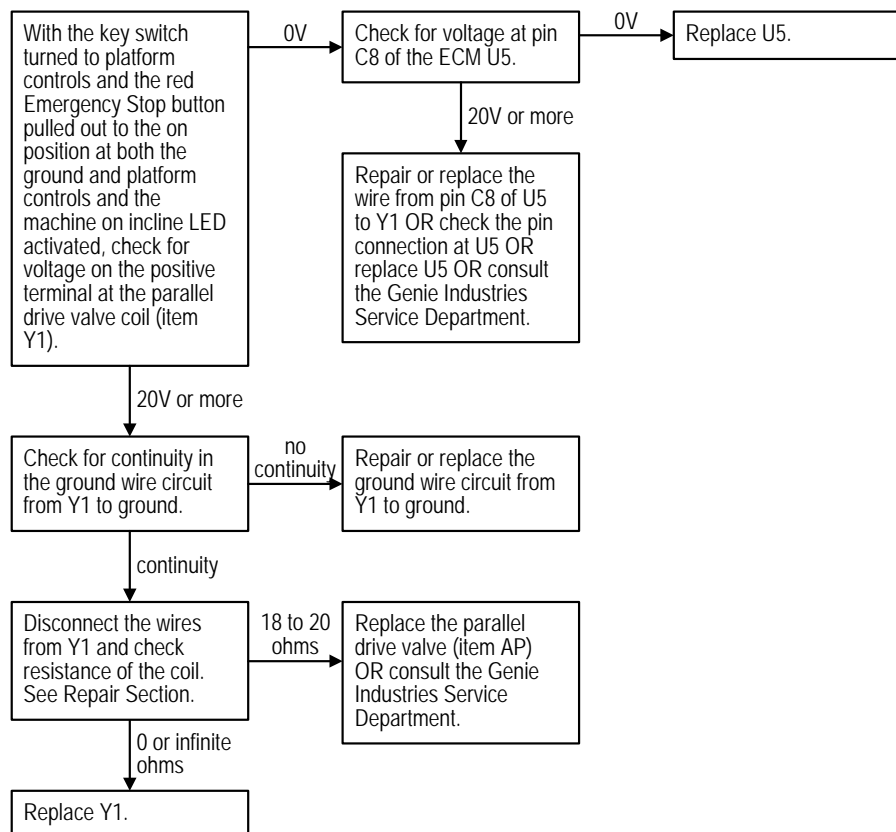 With the key switch
turned to platform
controls and the red
Emergency Stop button
pulled out to the on
position at both the
ground and platform
controls and the
machine on incline LED
activated, check for
voltage on the positive
terminal at the parallel
drive valve coil (item
Y1).
0V
Check for voltage at pin
C8 of the ECM U5.
0V
Replace U5.
20V or more
Repair or replace the
wire from pin C8 of U5
to Y1 OR check the pin
connection at U5 OR
replace U5 OR consult
the Genie Industries
Service Department.
20V or more
Check for continuity in
the ground wire circuit
from Y1 to ground.
no
continuity
Repair or replace the
ground wire circuit from
Y1 to ground.
continuity
Disconnect the wires
from Y1 and check
resistance of the coil.
See Repair Section.
18 to 20
ohms
Replace the parallel
drive valve (item AP)
OR consult the Genie
Industries Service
Department.
0 or infinite
ohms
Replace Y1.